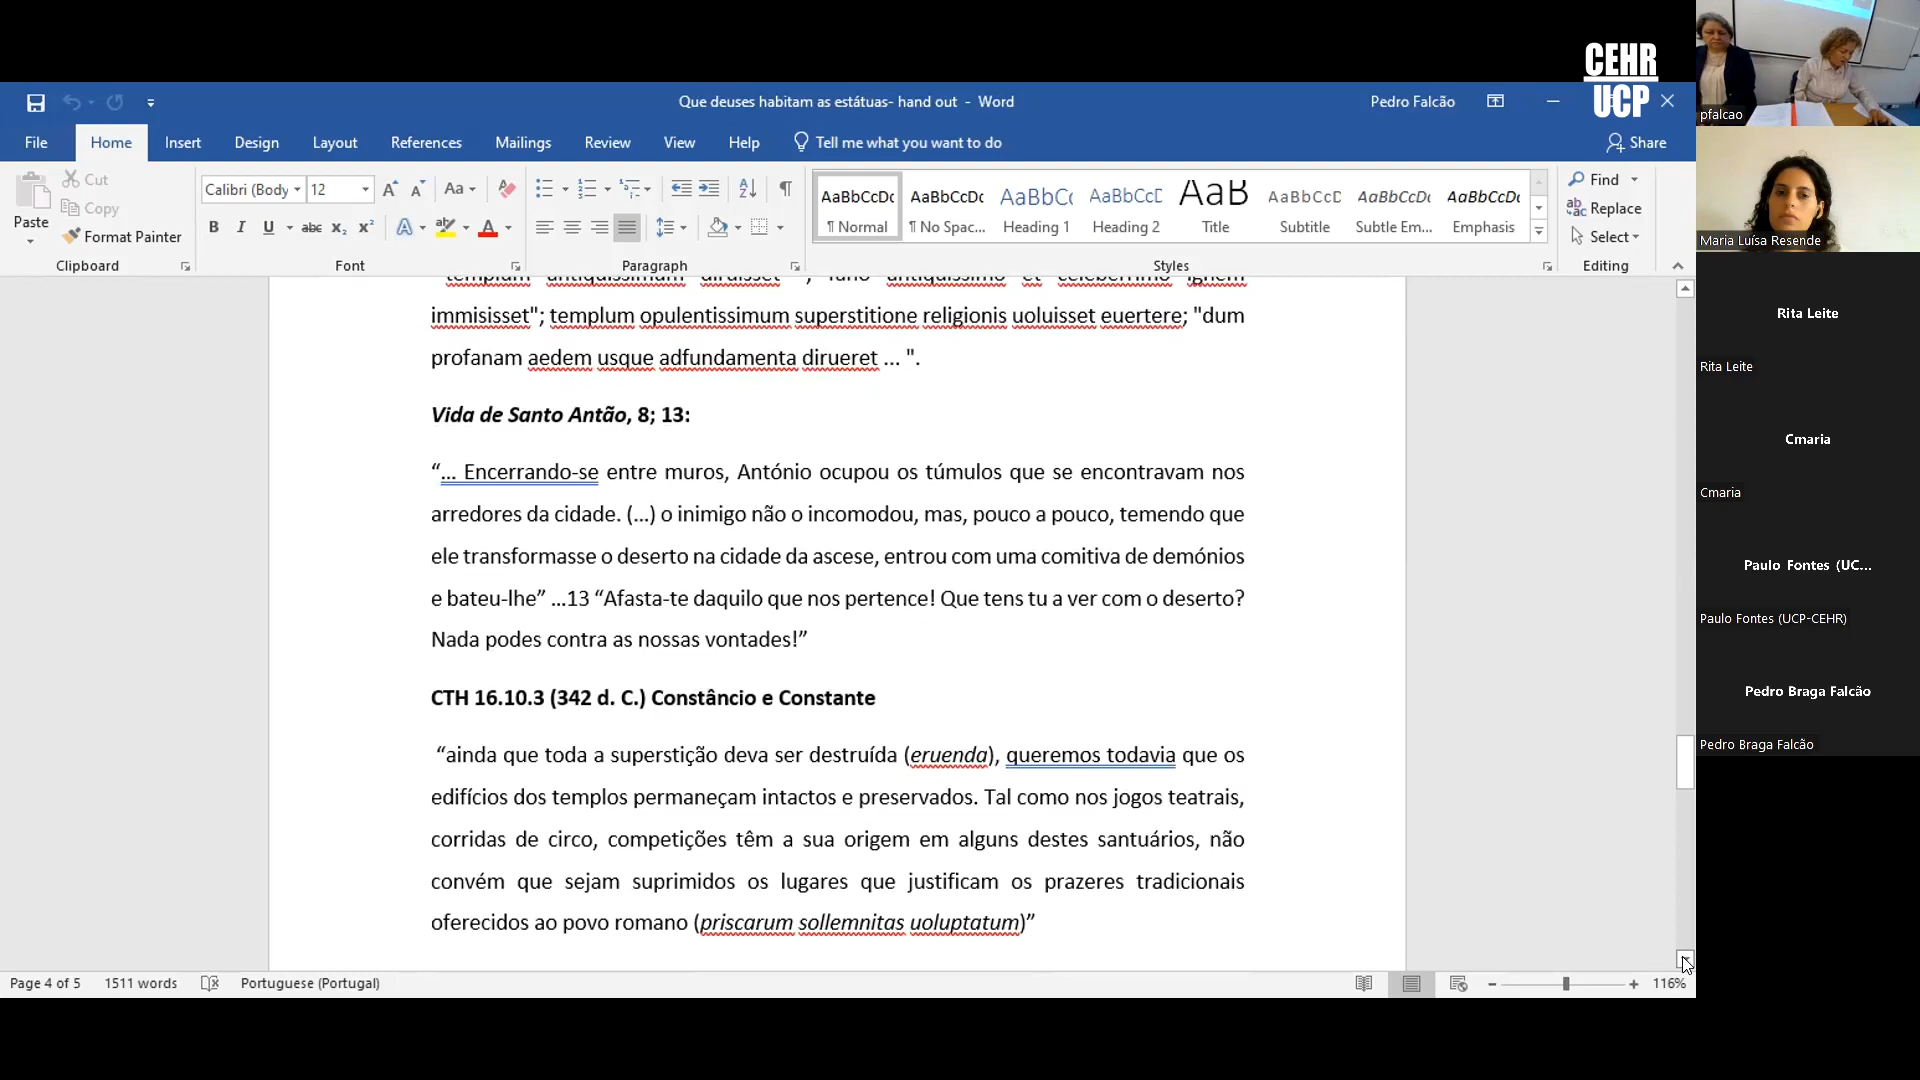 CEHR
UCP
Que deuses habitam as estátuas- hand out - Word
Pedro Falcão
File Home Insert Design Layout References Mailings Review View Help Tell me what you want to do
Share
Paste
Cut
Copy
Format Painter
Clipboard
Calibri (Body 12
Font
Paragraph
AaBbCcDc AaBbCcDc AaBbCc AaBbCcD AaB AaBbCcD AaBbCcDc AaBbCcDc
¶ Normal ¶ No Spac... Heading 1 Heading 2 Title Subtitle Subtle Em... Emphasis
Styles
Find
Replace
Select
Editing
templum antiquissimum diruisset ", fano antiquissimo et celeberrimo ignem
immisisset"; templum opulentissimum superstitione religionis uoluisset euertere; "dum
profanam aedem usque adfundamenta dirueret ... ".
Vida de Santo Antão, 8; 13:
“... Encerrando-se entre muros, António ocupou os túmulos que se encontravam nos
arredores da cidade. (...) o inimigo não o incomodou, mas, pouco a pouco, temendo que
ele transformasse o deserto na cidade da ascese, entrou com uma comitiva de demónios
e bateu-lhe” ...13 “Afasta-te daquilo que nos pertence! Que tens tu a ver com o deserto?
Nada podes contra as nossas vontades!”
CTH 16.10.3 (342 d. C.) Constâncio e Constante
“ainda que toda a superstição deva ser destruída (eruenda), queremos todavia que os
edifícios dos templos permaneçam intactos e preservados. Tal como nos jogos teatrais,
corridas de circo, competições têm a sua origem em alguns destes santuários, não
convém que sejam suprimidos os lugares que justificam os prazeres tradicionais
oferecidos ao povo romano (priscarum sollemnitas uoluptatum)”
Page 4 of 5 1511 words Portuguese (Portugal)
116%
pfalcao
Maria Luísa Resende
Rita Leite
Rita Leite
Cmaria
Cmaria
Paulo Fontes (UC...
Paulo Fontes (UCP-CEHR)
Pedro Braga Falcão
Pedro Braga Falcão